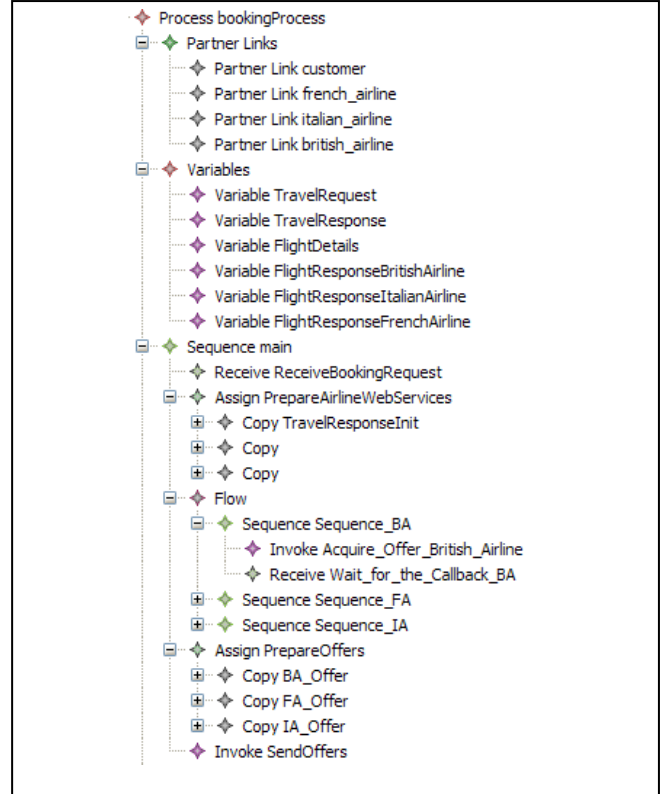 Process bookingProcess
Partner Links
Partner Link customer
Partner Link french_airline
Partner Link italian_airline
Partner Link british_airline
Variables
Variable TravelRequest
Variable TravelResponse
Variable FlightDetails
Variable FlightResponseBritishAirline
Variable FlightResponseItalianAirline
Variable FlightResponseFrenchAirline
Sequence main
Receive ReceiveBookingRequest
Assign PrepareAirlineWebServices
Copy TravelResponseInit
Copy
Copy
Flow
Sequence Sequence_BA
Invoke Acquire_Offer_British_Airline
Receive Wait_for_the_Callback_BA
Sequence Sequence_FA
Sequence Sequence_IA
Assign PrepareOffers
Copy BA_Offer
Copy FA_Offer
Copy IA_Offer
Invoke SendOffers